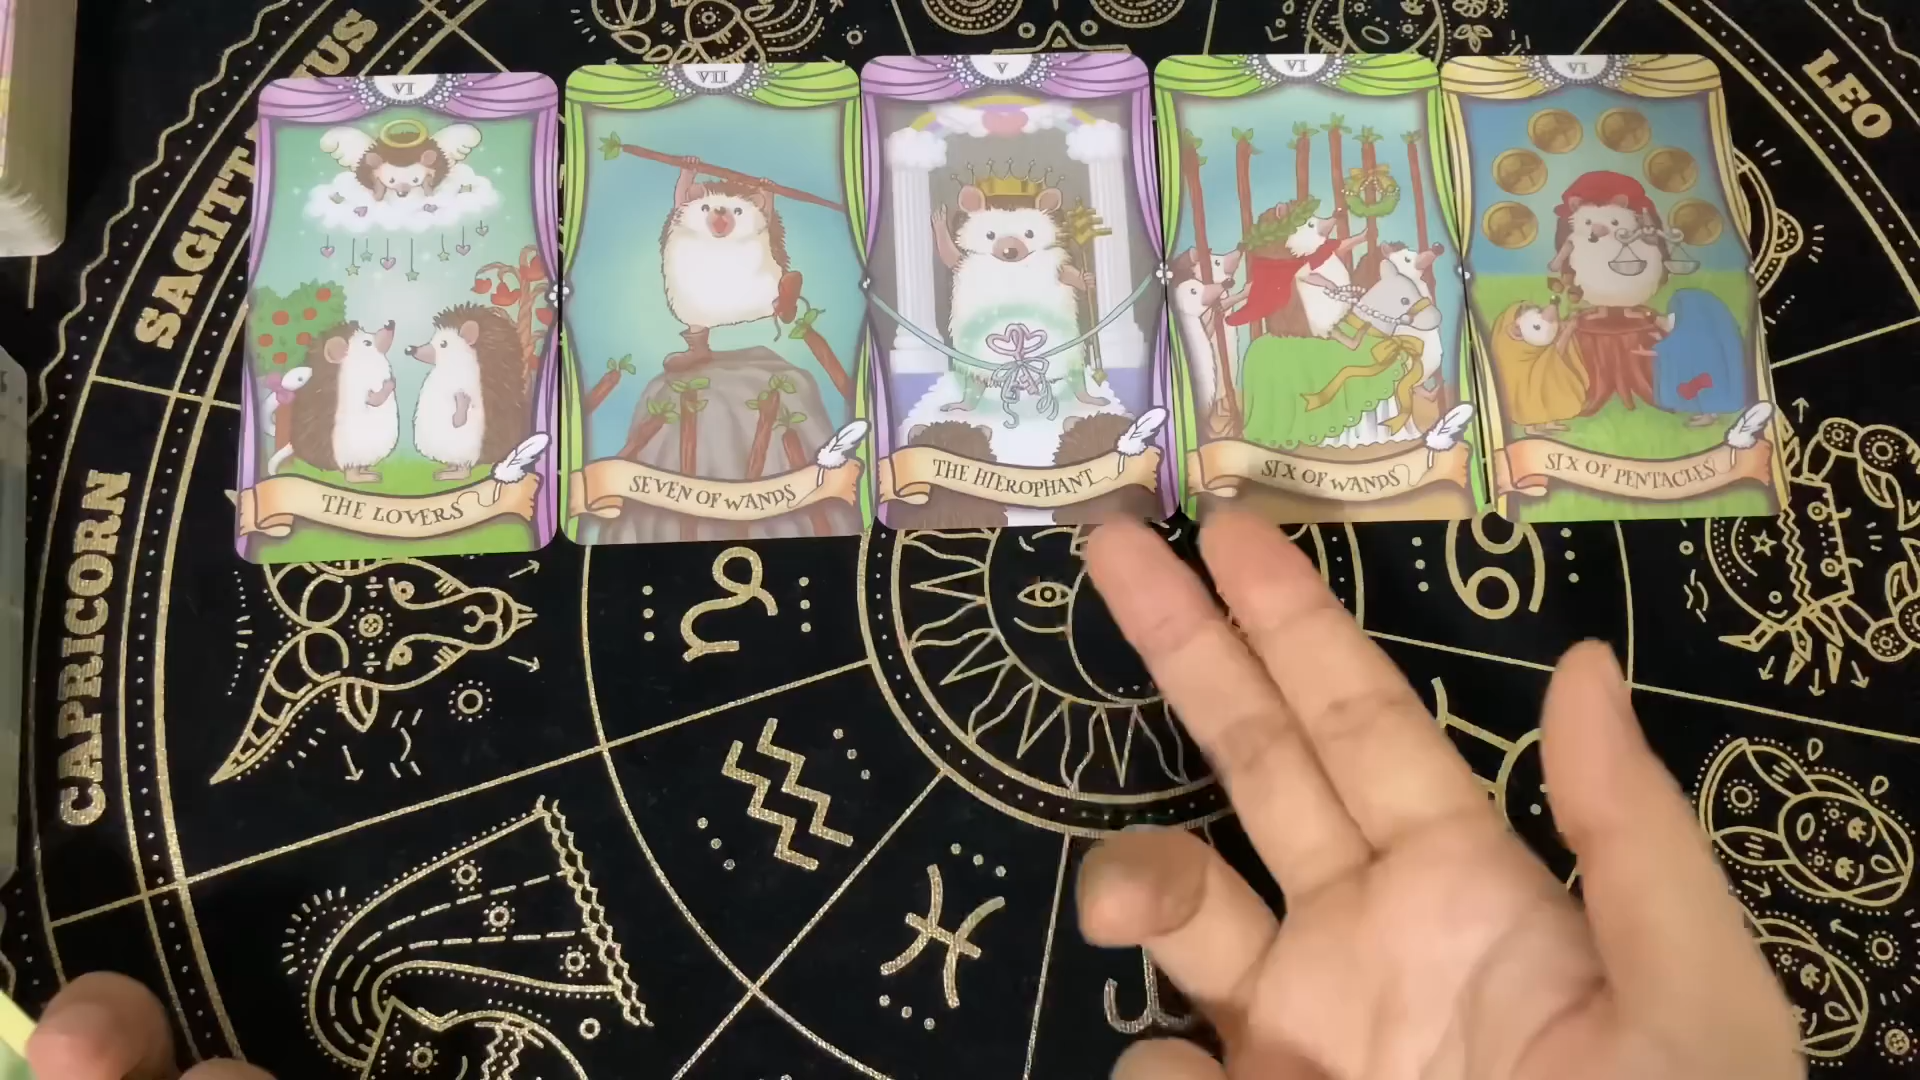 VI
VII
V
VI
VI
THE LOVERS
SEVEN OF WANDS
THE HIEROPHANT
SIX OF WANDS
SIX OF PENTACLES
LEO
CAPRICORN